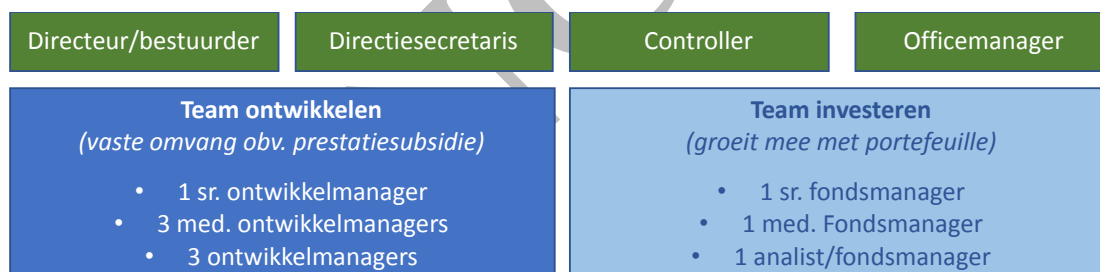 Directeur/bestuurder
Directiesecretaris
Controller
Officemanager
Team ontwikkelen
(vaste omvang obv. prestatiesubsidie)
• 1 sr. ontwikkelmanager
• 3 med. ontwikkelmanagers
• 3 ontwikkelmanagers
Team investeren
(groeit mee met portefeuille)
• 1 sr. fondsmanager
• 1 med. Fondsmanager
• 1 analist/fondsmanager